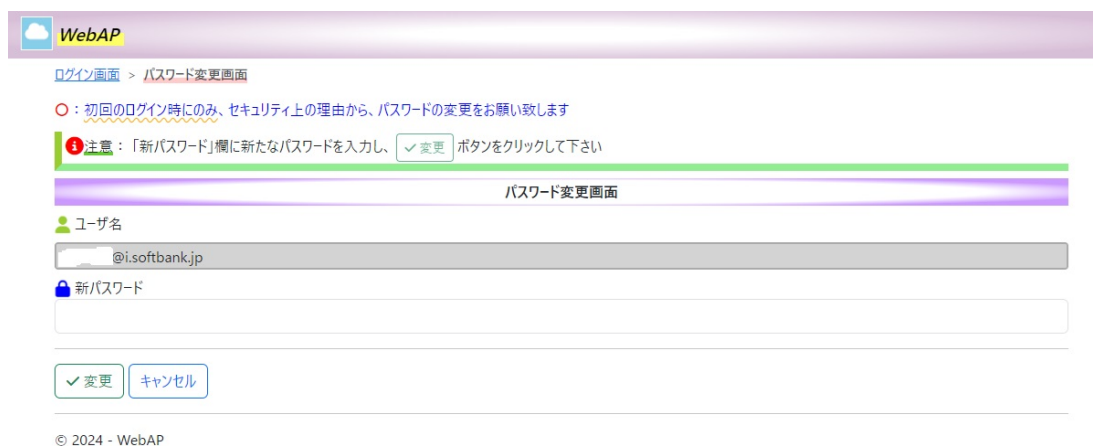 WebAP
ログイン画面 > パスワード変更画面
○：初回のログイン時にのみ、セキュリティ上の理由から、パスワードの変更をお願い致します
注意：「新パスワード」欄に新たなパスワードを入力し、 ✓変更 ボタンをクリックして下さい
パスワード変更画面
ユーザ名
@i.softbank.jp
新パスワード
✓変更 キャンセル
© 2024 - WebAP